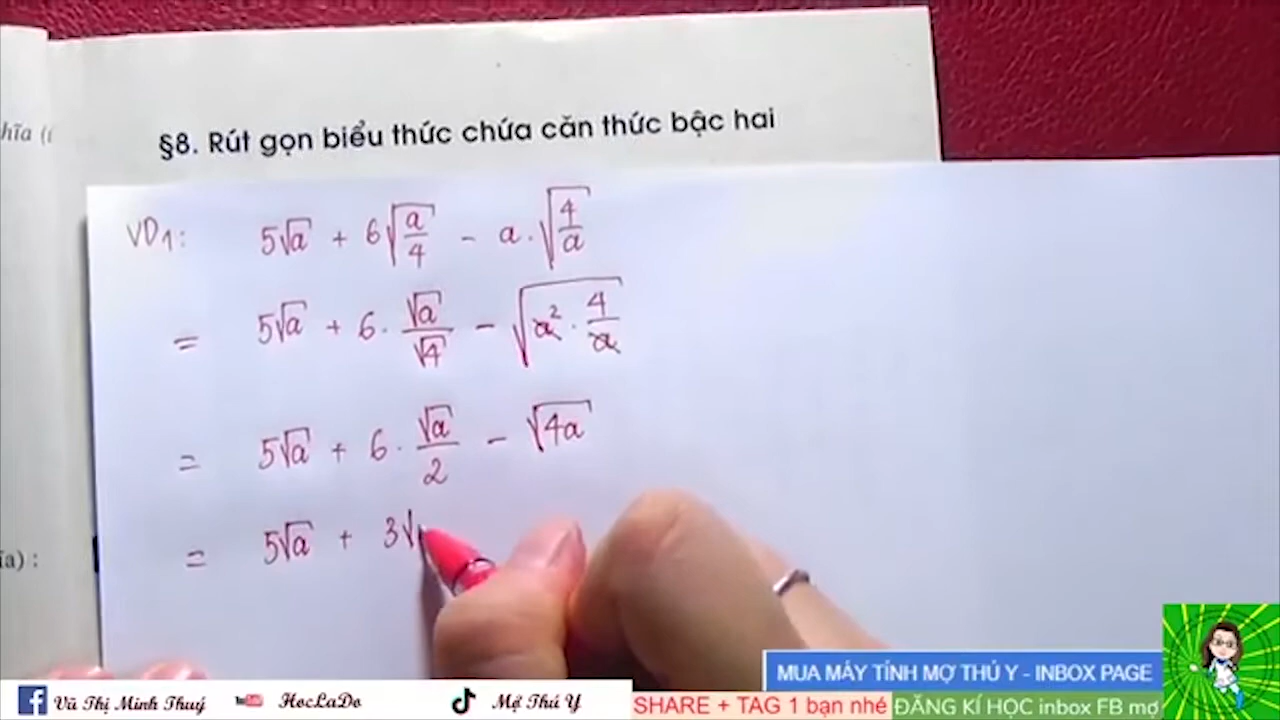 hĩa (
§8. Rút gọn biểu thức chứa căn thức bậc hai
VD1: 5√a + 6√(a/4) - a.√(4/a)
= 5√a + 6.√a/√4 - √(a².4/a)
= 5√a + 6.√a/2 - √(4a)
= 5√a + 3√
a) :
MUA MÁY TÍNH MỢ THỦ Y - INBOX PAGE
Vũ Thị Minh Thuý HocLaDo Mợ Thú Y SHARE + TAG 1 bạn nhé ĐĂNG KÍ HỌC inbox FB mợ